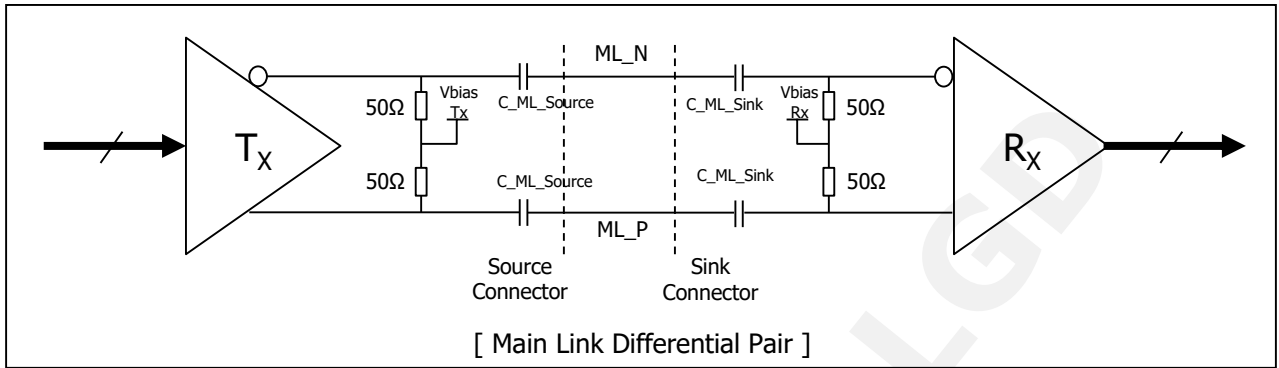 ML_N
Vbias
Tx
50Ω
C_ML_Source
C_ML_Sink
Vbias
Rx
50Ω
TX
RX
50Ω
C_ML_Source
C_ML_Sink
50Ω
ML_P
Source
Connector
Sink
Connector
[ Main Link Differential Pair ]
LGD